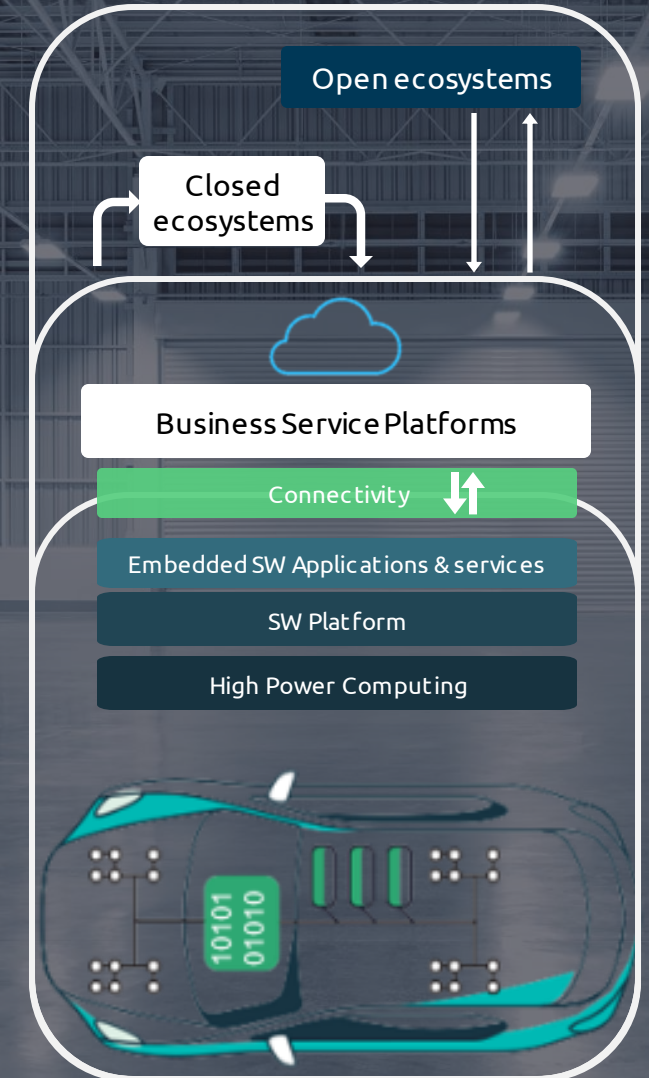 Open ecosystems
Closed
ecosystems
Business Service Platforms
Connectivity
Embedded SW Applications & services
SW Platform
High Power Computing
10101
01010